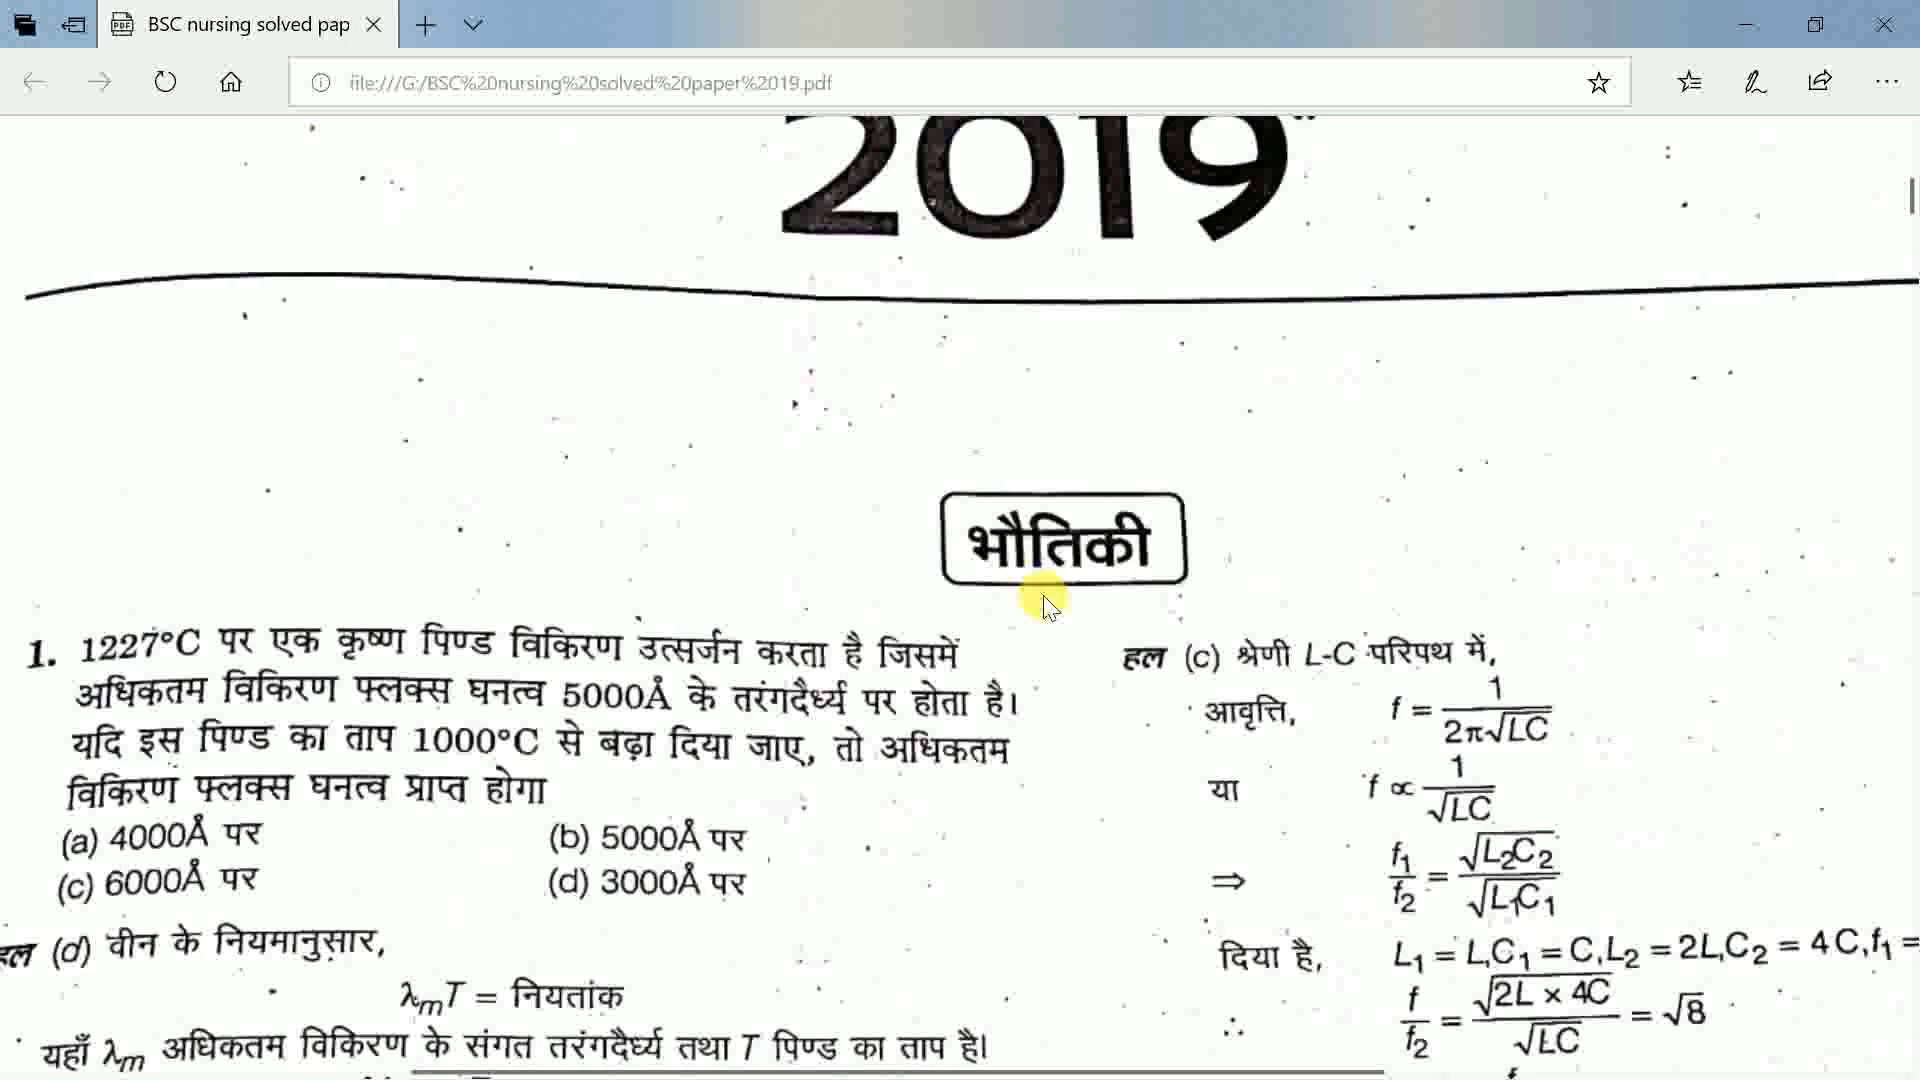 BSC nursing solved pap
file:///G:/BSC%20nursing%20solved%20paper%2019.pdf
2019
भौतिकी
1. 1227°C पर एक कृष्ण पिण्ड विकिरण उत्सर्जन करता है जिसमें
अधिकतम विकिरण फ्लक्स घनत्व 5000Å के तरंगदैर्ध्य पर होता है।
यदि इस पिण्ड का ताप 1000°C से बढ़ा दिया जाए, तो अधिकतम
विकिरण फ्लक्स घनत्व प्राप्त होगा
(a) 4000Å पर (b) 5000Å पर
(c) 6000Å पर (d) 3000Å पर
हल (d) वीन के नियमानुसार,
λmT = नियतांक
यहाँ λm अधिकतम विकिरण के संगत तरंगदैर्ध्य तथा T पिण्ड का ताप है।
हल (c) श्रेणी L-C परिपथ में,
आवृत्ति, f = 1/2π√LC
या f ∝ 1/√LC
⇒ f1/f2 = √L2C2/√L1C1
दिया है, L1 = L,C1 = C,L2 = 2L,C2 = 4C,f1 =
∴ f/f2 = √2L × 4C/√LC = √8